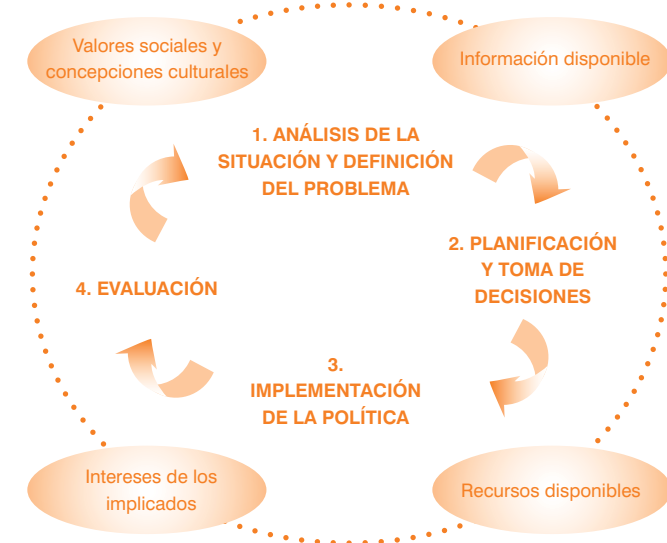 Valores sociales y
concepciones culturales
Información disponible
1. ANÁLISIS DE LA
SITUACIÓN Y DEFINICIÓN
DEL PROBLEMA
2. PLANIFICACIÓN
Y TOMA DE
DECISIONES
4. EVALUACIÓN
3.
IMPLEMENTACIÓN
DE LA POLÍTICA
Intereses de los
implicados
Recursos disponibles